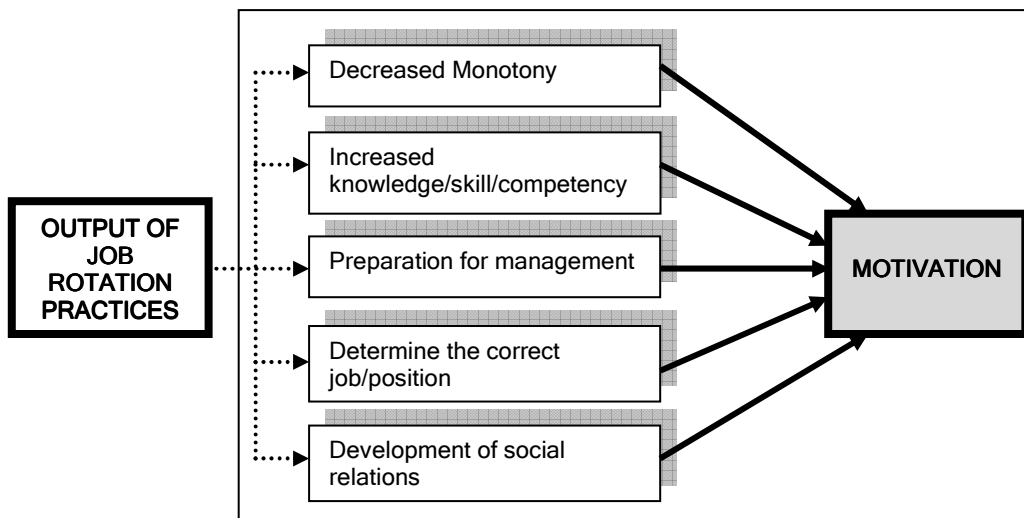 OUTPUT OF
JOB
ROTATION
PRACTICES
Decreased Monotony
Increased
knowledge/skill/competency
Preparation for management
Determine the correct
job/position
Development of social
relations
MOTIVATION